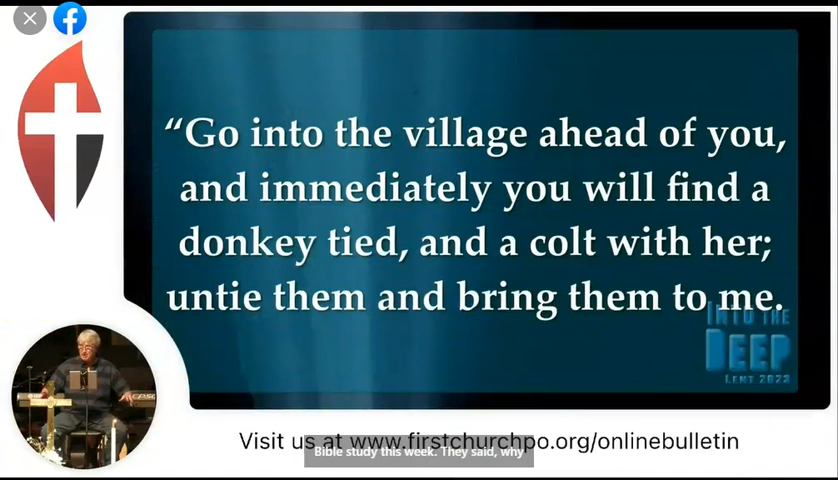 “Go into the village ahead of you,
and immediately you will find a
donkey tied, and a colt with her;
untie them and bring them to me.
INTO THE
DEEP
LENT 2022
Visit us at www.firstchurchpo.org/onlinebulletin
Bible study this week. They said, why